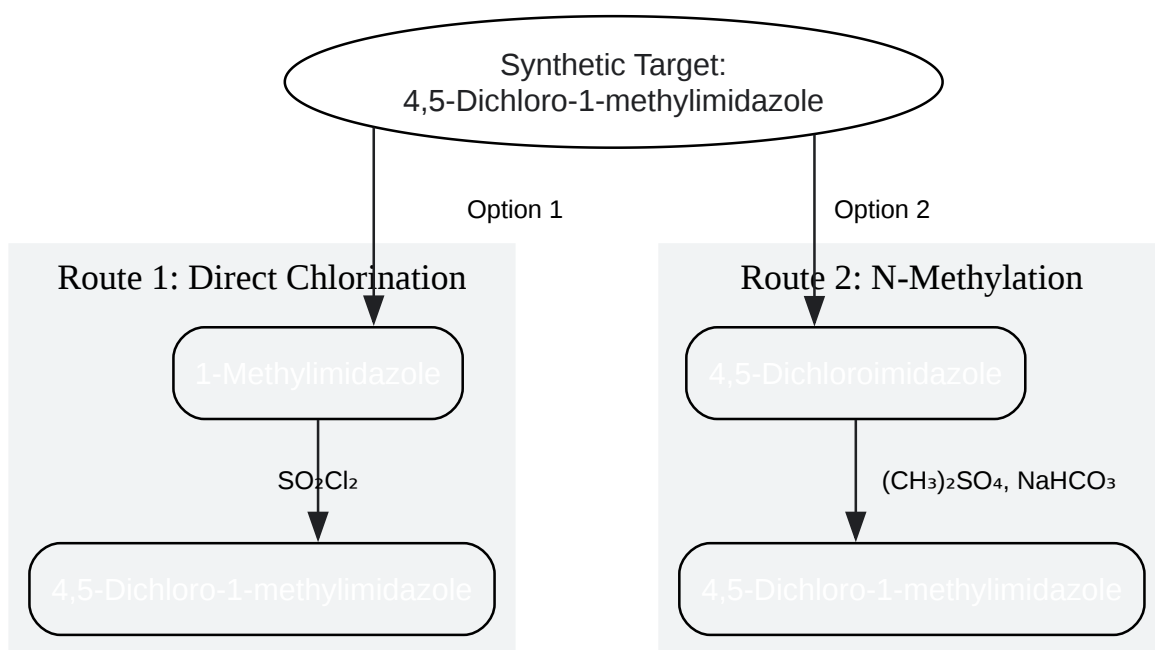 Synthetic Target:
4,5-Dichloro-1-methylimidazole
Option 1
Option 2
Route 1: Direct Chlorination
1-Methylimidazole
SO₂Cl₂
4,5-Dichloro-1-methylimidazole
Route 2: N-Methylation
4,5-Dichloroimidazole
(CH₃)₂SO₄, NaHCO₃
4,5-Dichloro-1-methylimidazole